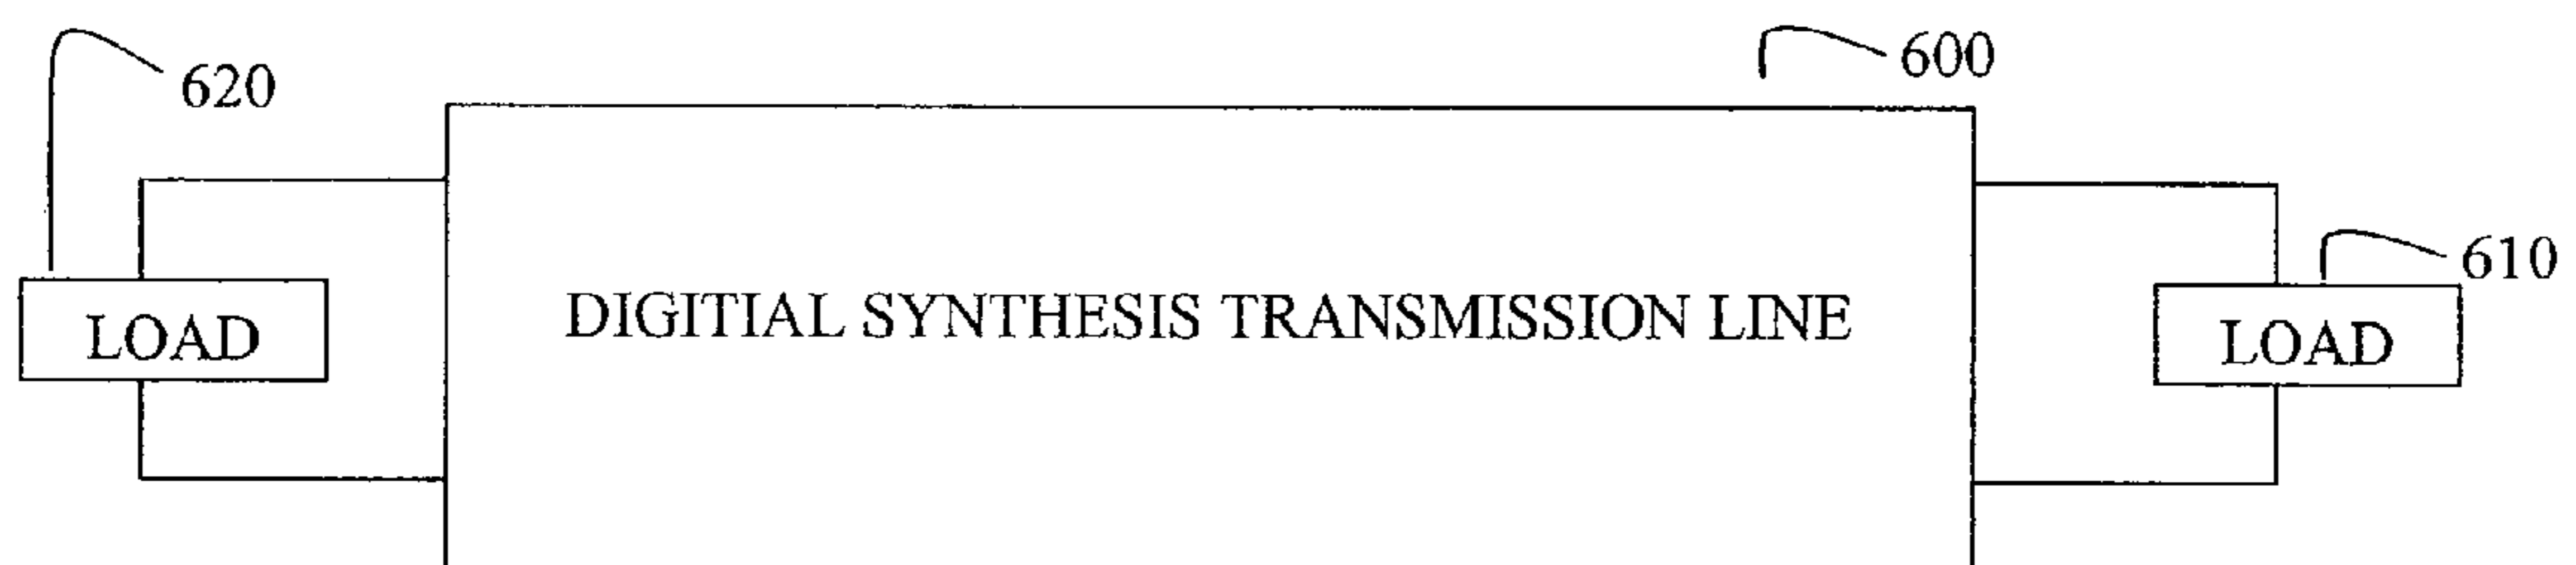 620
600
610
LOAD
DIGITIAL SYNTHESIS TRANSMISSION LINE
LOAD